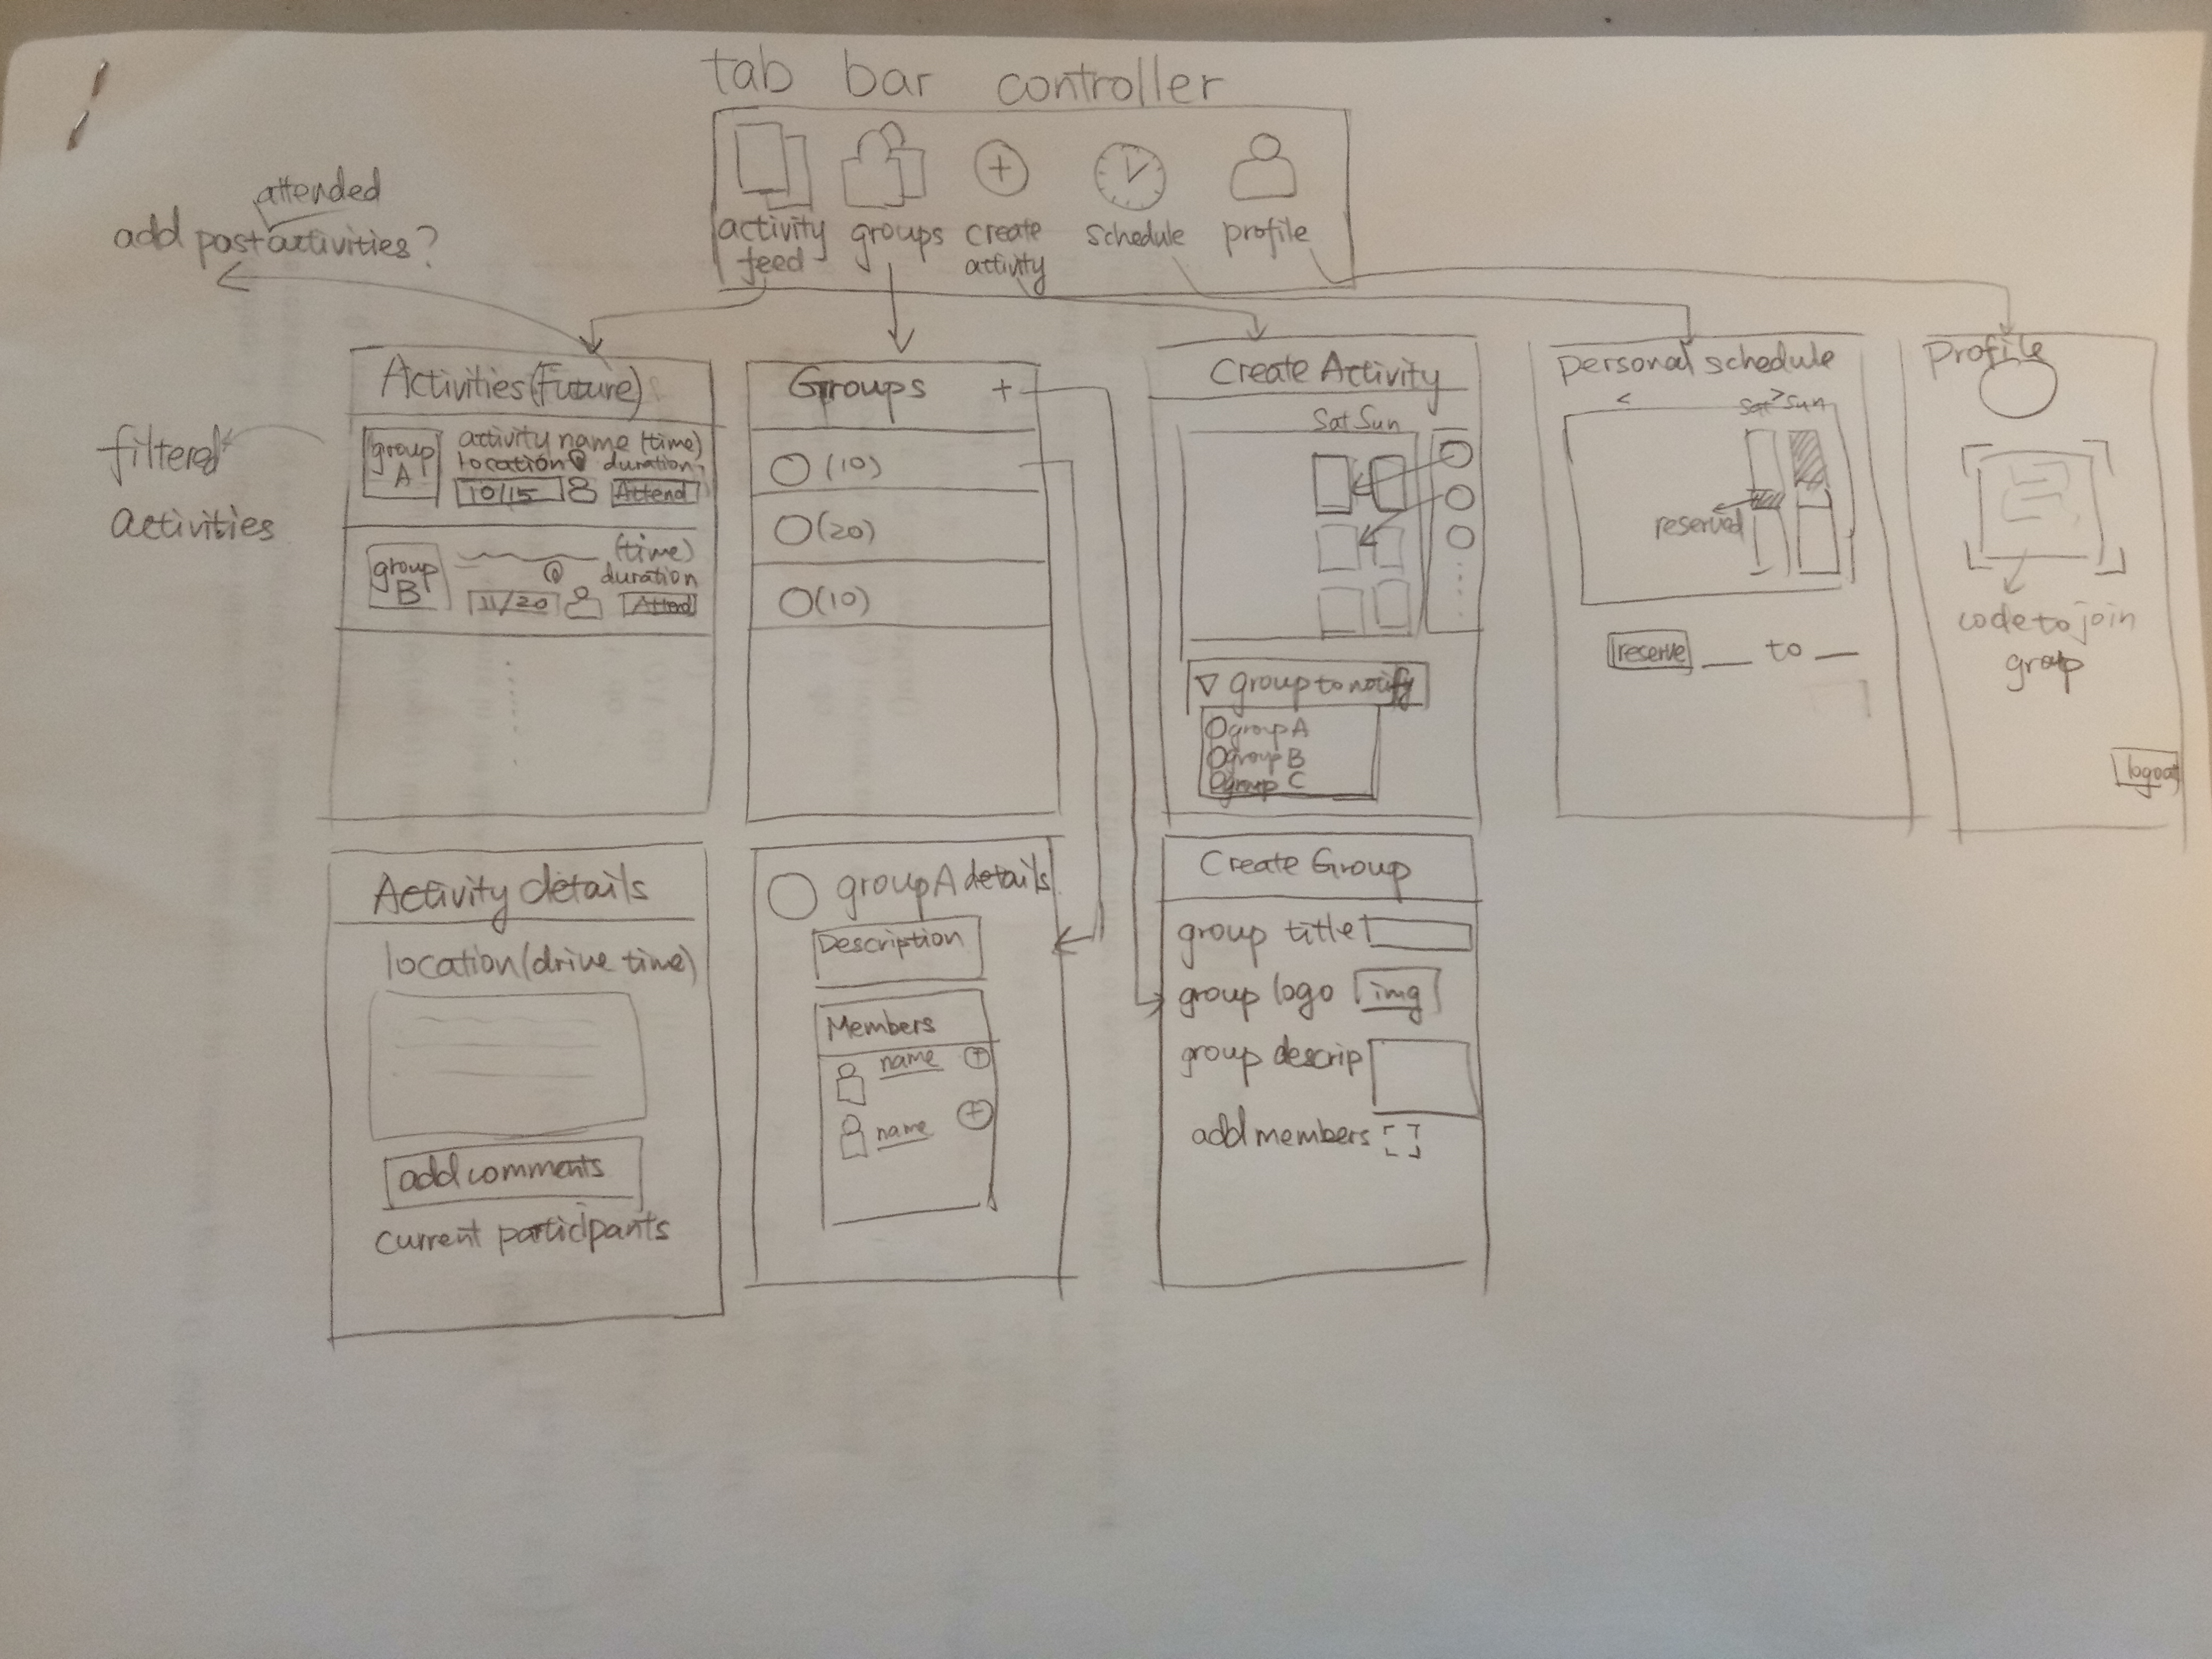 tab bar controller
activity feed
groups
create activity
schedule
profile
attended
add past activities?
filtered activities
Activities (Future)
group A
activity name (time)
location duration
10/15 Attend
group B
(time)
duration
11/20 Attend
Groups +
(10)
(20)
(10)
Create Activity
Sat Sun
group to notify
group A
group B
group C
personal schedule
< >
Sat Sun
reserved
reserve __ to __
Profile
code to join
group
logout
Activity details
location (drive time)
add comments
current participants
group A details
Description
Members
name +
name +
Create Group
group title
group logo img
group descrip
add members